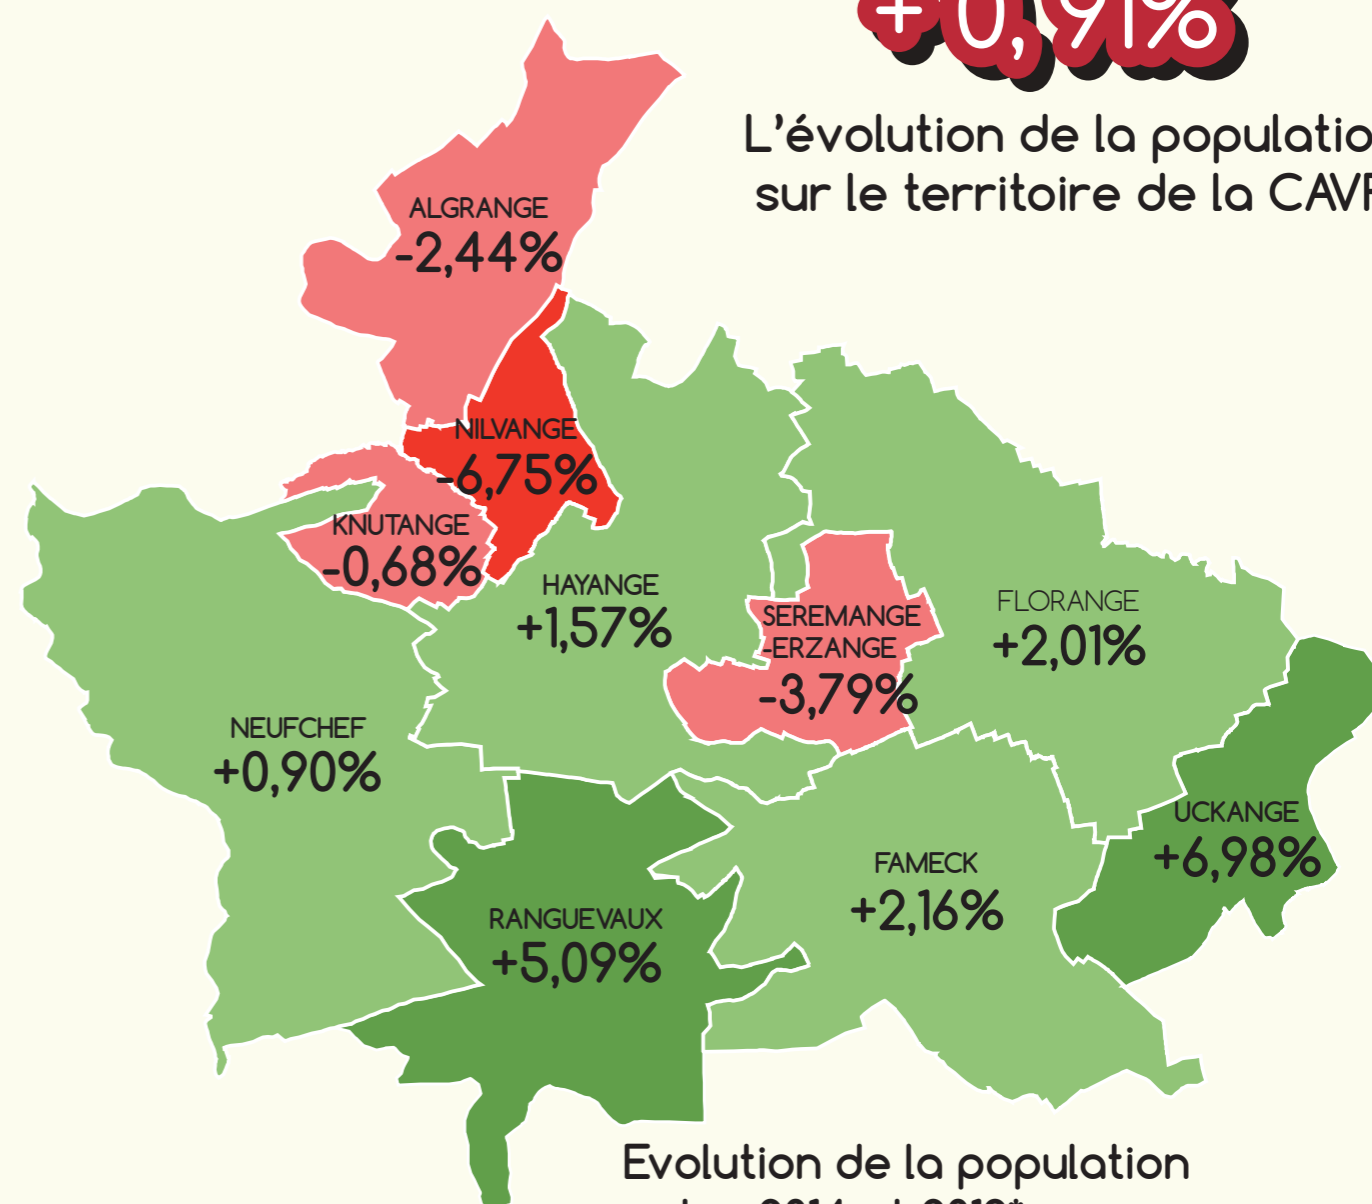 + 0,91%
L'évolution de la
sur le territoire de la
ALGRANGE
-2,44%
NILVANGE
-6,75%
KNUTANGE
-0,68%
HAYANGE
+1,57%
SEREMANGE
-ERZANGE
-3,79%
FLORANGE
+2,01%
NEUFCHEF
+0,90%
UCKANGE
+6,98%
FAMECK
+2,16%
RANGUEVAUX
+5,09%
Evolution de la population